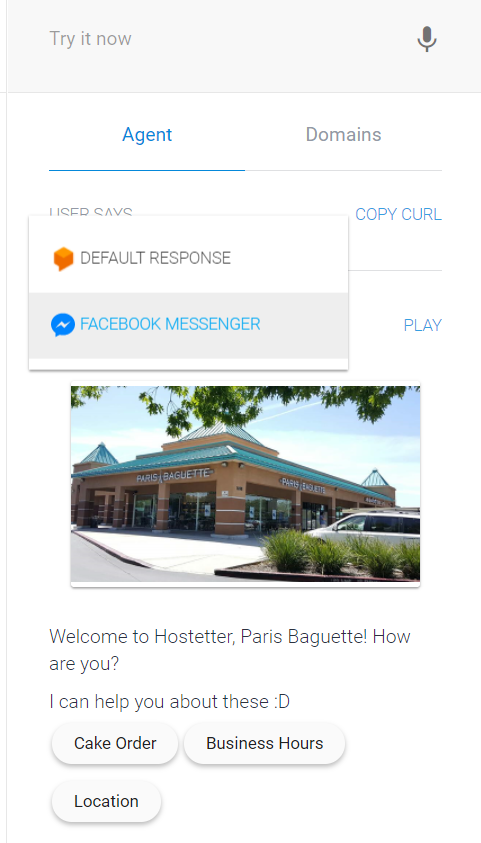 Try it now
Agent
Domains
USER SAYS
COPY CURL
DEFAULT RESPONSE
FACEBOOK MESSENGER
PLAY
PARIS BAGUETTE
PARIS BAGUETTE
Welcome to Hostetter, Paris Baguette! How
are you?
I can help you about these :D
Cake Order
Business Hours
Location